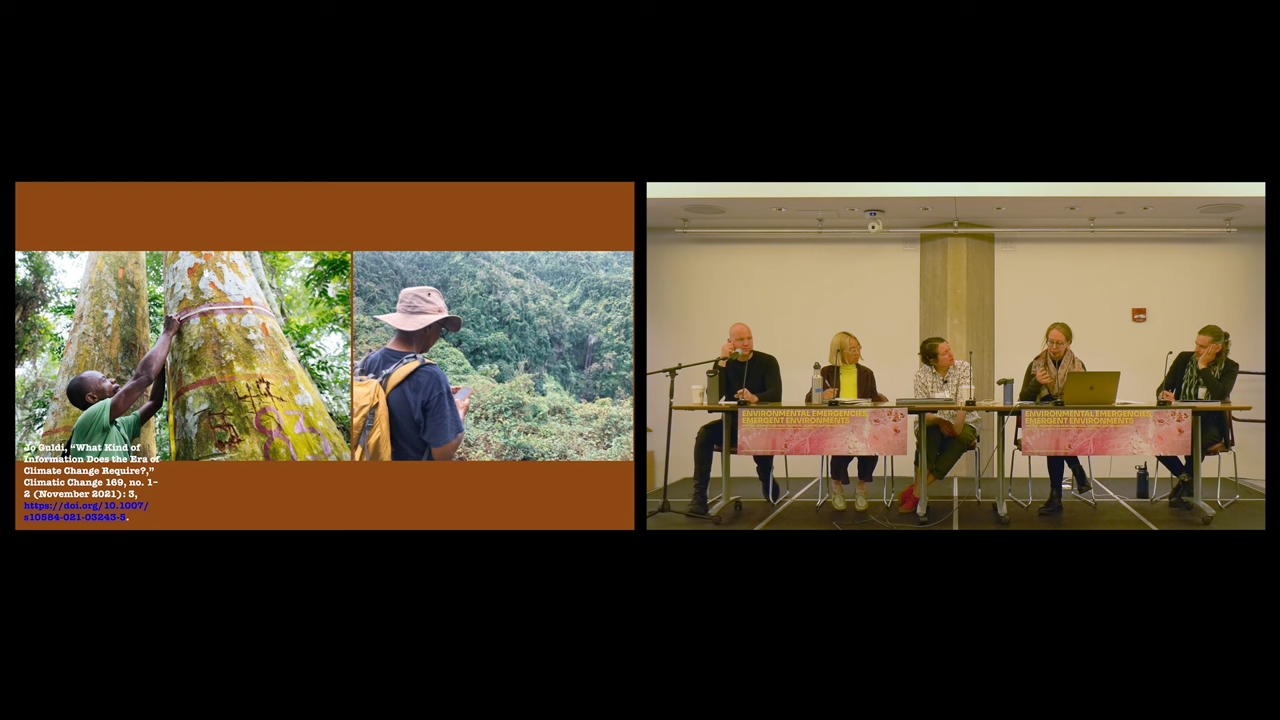 Jo Guldi, “What Kind of
Information Does the Era of
Climate Change Require?,”
Climatic Change 169, no. 1–
2 (November 2021): 3,
https://doi.org/10.1007/
s10584-021-03243-5.
ENVIRONMENTAL EMERGENCIES,
EMERGENT ENVIRONMENTS
ENVIRONMENTAL EMERGENCIES,
EMERGENT ENVIRONMENTS